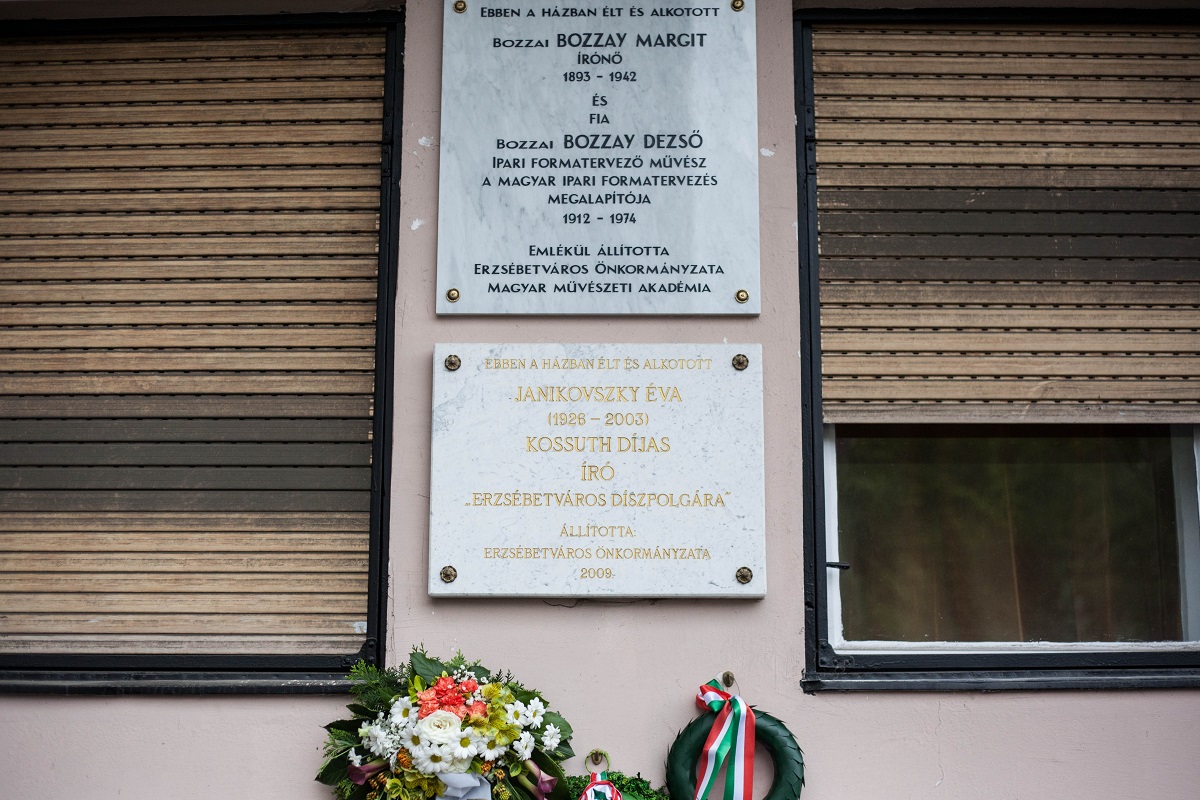 EBBEN A HÁZBAN ÉLT ÉS ALKOTOTT
BOZZAI BOZZAY MARGIT
ÍRÓNŐ
1893 - 1942
ÉS
FIA
BOZZAI BOZZAY DEZSŐ
IPARI FORMATERVEZŐ MŰVÉSZ
A MAGYAR IPARI FORMATERVEZÉS
MEGALAPÍTÓJA
1912 - 1974
EMLÉKÜL ÁLLÍTOTTA
ERZSÉBETVÁROS ÖNKORMÁNYZATA
MAGYAR MŰVÉSZETI AKADÉMIA
EBBEN A HÁZBAN ÉLT ÉS ALKOTOTT
JANIKOVSZKY ÉVA
(1926 – 2003)
KOSSUTH DÍJAS
ÍRÓ
„ERZSÉBETVÁROS DÍSZPOLGÁRA”
ÁLLÍTOTTA:
ERZSÉBETVÁROS ÖNKORMÁNYZATA
2009.